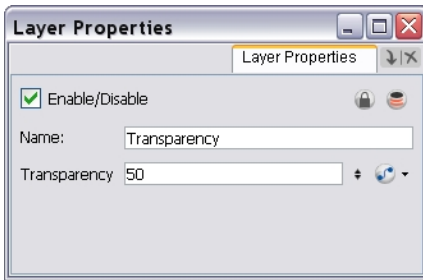 Layer Properties
Layer Properties
Enable/Disable
Name: Transparency
Transparency 50